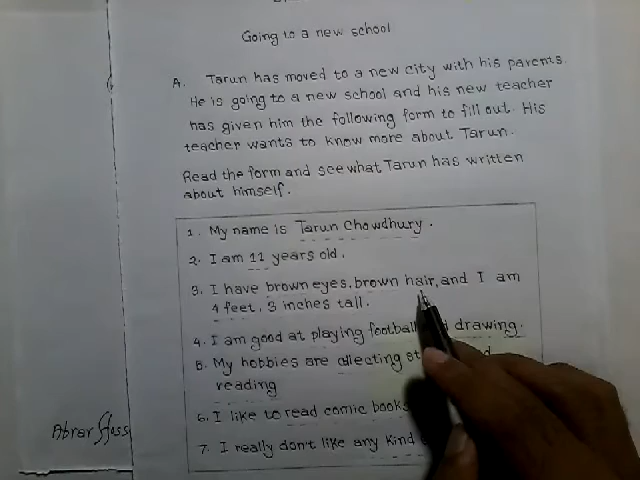 Going to a new school
A. Tarun has moved to a new city with his parents.
He is going to a new school and his new teacher
has given him the following form to fill out. His
teacher wants to know more about Tarun.
Read the form and see what Tarun has written
about himself.
1. My name is Tarun Chowdhury.
2. I am 11 years old.
3. I have brown eyes, brown hair, and I am
4 feet, 3 inches tall.
4. I am good at playing football drawing.
5. My hobbies are collecting
reading
6. I like to read comic books
7. I really don't like any kind
Abrar